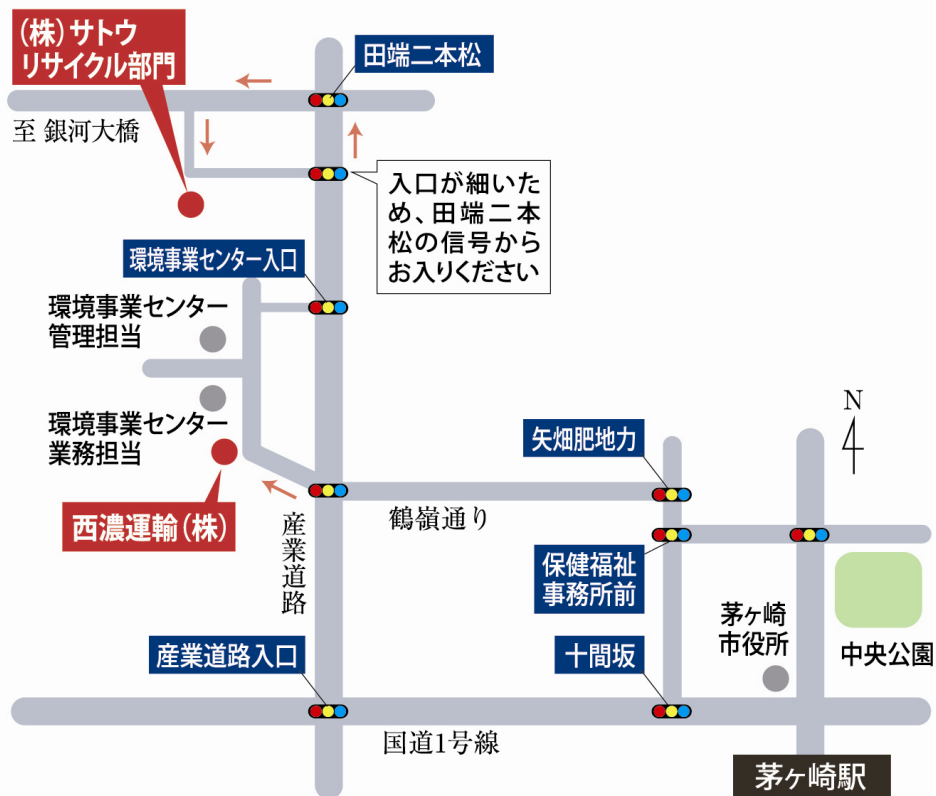 (株)サトウ
リサイクル部門
田端二本松
至 銀河大橋
入口が細いた
め、田端二本
松の信号から
お入りください
環境事業センター入口
環境事業センター
管理担当
環境事業センター
業務担当
西濃運輸(株)
産業道路
鶴嶺通り
矢畑肥地力
N
保健福祉
事務所前
茅ヶ崎
市役所
中央公園
産業道路入口
十間坂
国道1号線
茅ヶ崎駅